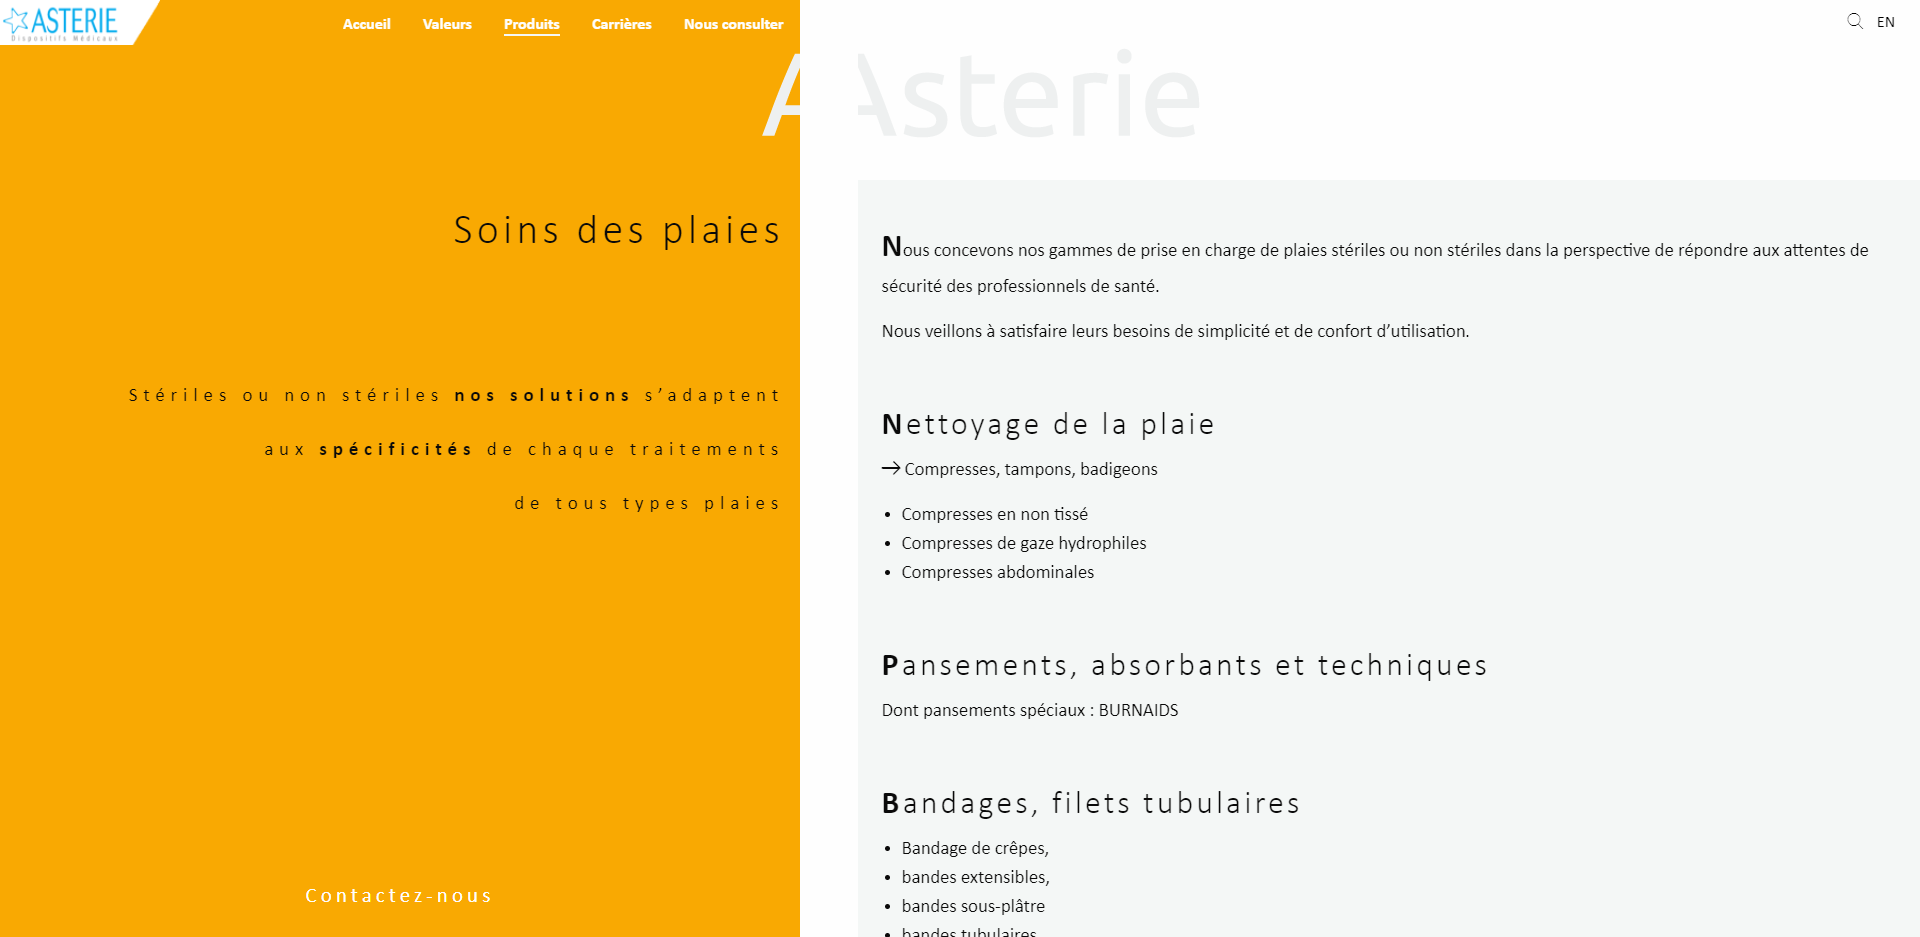 ASTERIE
Dispositifs Médicaux
Accueil
Valeurs
Produits
Carrières
Nous consulter
EN
A
Asterie
Soins des plaies
Stériles ou non stériles nos solutions s’adaptent
aux spécificités de chaque traitements
de tous types plaies
Contactez-nous
Nous concevons nos gammes de prise en charge de plaies stériles ou non stériles dans la perspective de répondre aux attentes de
sécurité des professionnels de santé.
Nous veillons à satisfaire leurs besoins de simplicité et de confort d’utilisation.
Nettoyage de la plaie
→ Compresses, tampons, badigeons
• Compresses en non tissé
• Compresses de gaze hydrophiles
• Compresses abdominales
Pansements, absorbants et techniques
Dont pansements spéciaux : BURNAIDS
Bandages, filets tubulaires
• Bandage de crêpes,
• bandes extensibles,
• bandes sous-plâtre
• bandes tubulaires